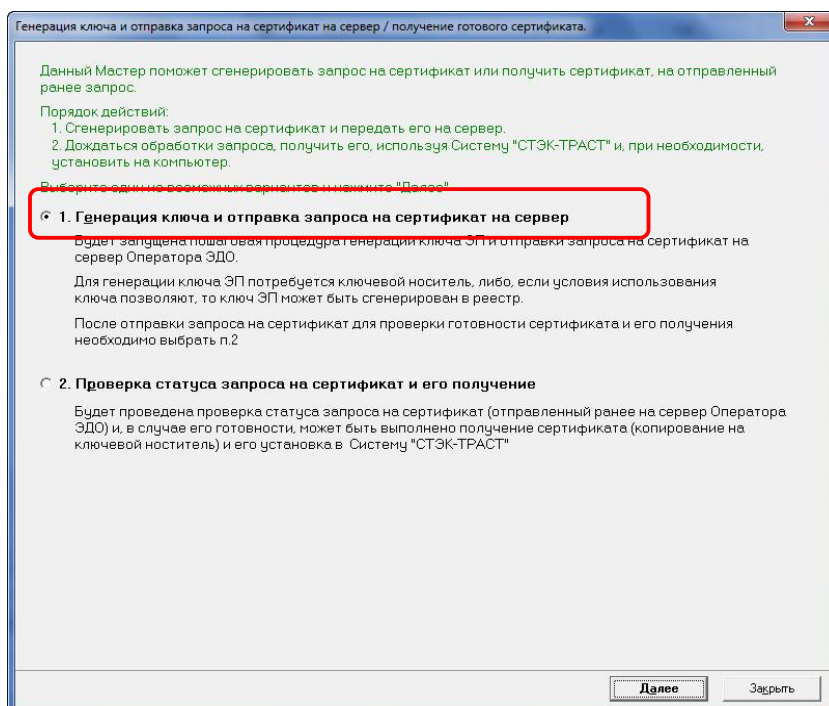 Генерация ключа и отправка запроса на сертификат на сервер / получение готового сертификата.
Данный Мастер поможет сгенерировать запрос на сертификат или получить сертификат, на отправленный
ранее запрос.
Порядок действий:
1. Сгенерировать запрос на сертификат и передать его на сервер.
2. Дождаться обработки запроса, получить его, используя Систему "СТЭК-ТРАСТ" и, при необходимости,
установить на компьютер.
Выберите один из возможных вариантов и нажмите "Далее"
1. Генерация ключа и отправка запроса на сертификат на сервер
Будет запущена пошаговая процедура генерации ключа ЭП и отправки запроса на сертификат на
сервер Оператора ЭДО.
Для генерации ключа ЭП потребуется ключевой носитель, либо, если условия использования
ключа позволяют, то ключ ЭП может быть сгенерирован в реестр.
После отправки запроса на сертификат для проверки готовности сертификата и его получения
необходимо выбрать п.2
2. Проверка статуса запроса на сертификат и его получение
Будет проведена проверка статуса запроса на сертификат (отправленный ранее на сервер Оператора
ЭДО) и, в случае его готовности, может быть выполнено получение сертификата (копирование на
ключевой ноститель) и его установка в Систему "СТЭК-ТРАСТ"
Далее
Закрыть